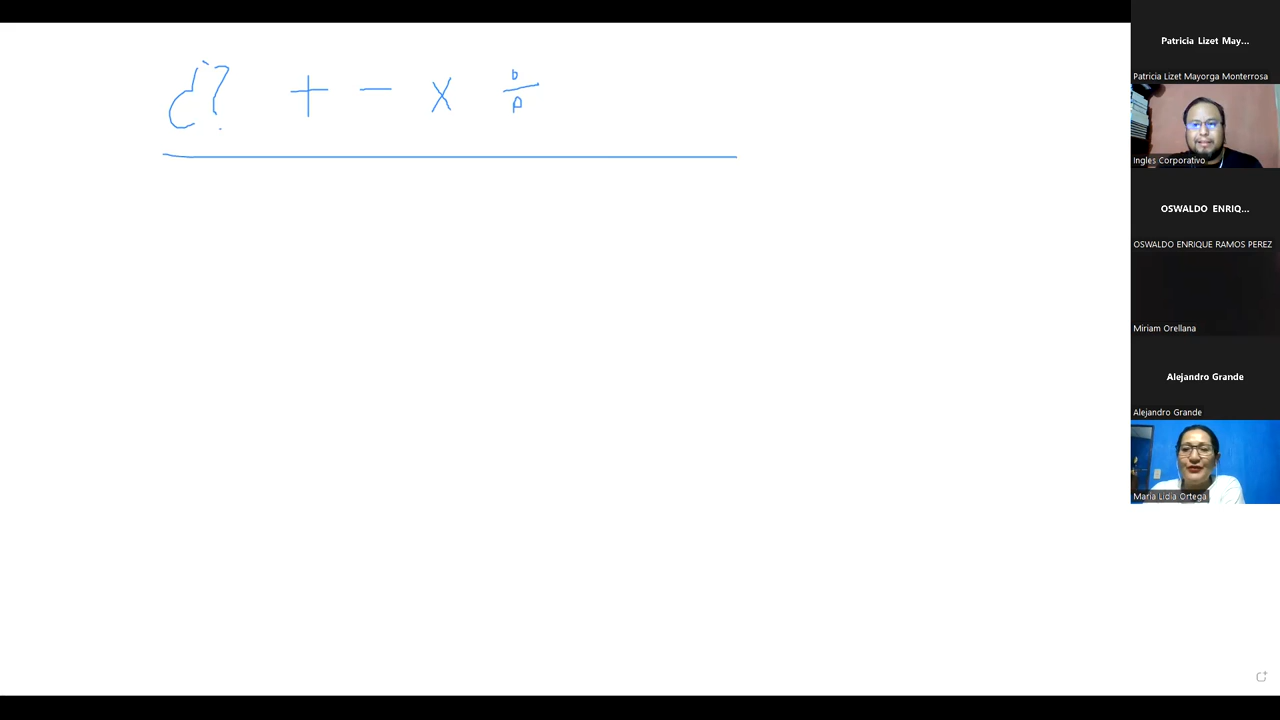 ¿? + - x ÷
Patricia Lizet May...
Patricia Lizet Mayorga Monterrosa
Ingles Corporativo
OSWALDO ENRIQ...
OSWALDO ENRIQUE RAMOS PEREZ
Miriam Orellana
Alejandro Grande
Alejandro Grande
Maria Lidia Ortega